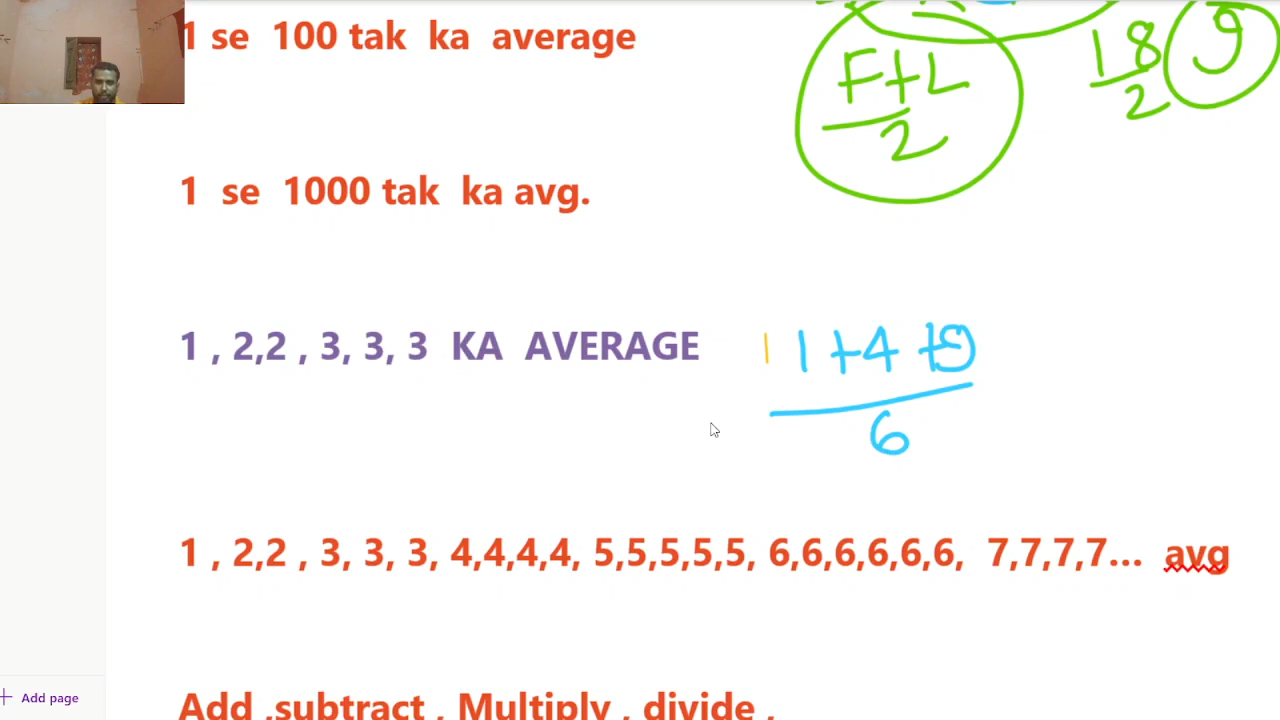 1 se 100 tak ka average
F+L
2
18
2
9
1 se 1000 tak ka avg.
1 , 2,2 , 3, 3, 3 KA AVERAGE
1 1+4+9
6
1 , 2,2 , 3, 3, 3, 4,4,4,4, 5,5,5,5,5, 6,6,6,6,6,6, 7,7,7,7... avg
Add ,subtract , Multiply , divide ,
Add page